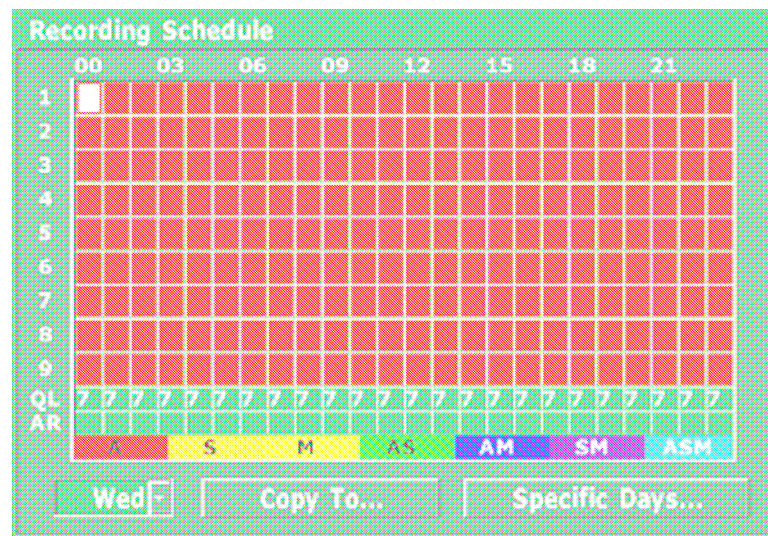 Recording Schedule
00 03 06 09 12 15 18 21
1
2
3
4
5
6
7
8
9
QL 7 7 7 7 7 7 7 7 7 7 7 7 7 7 7 7 7 7 7 7 7 7 7 7
AR
A S M AS AM SM ASM
Wed Copy To... Specific Days...